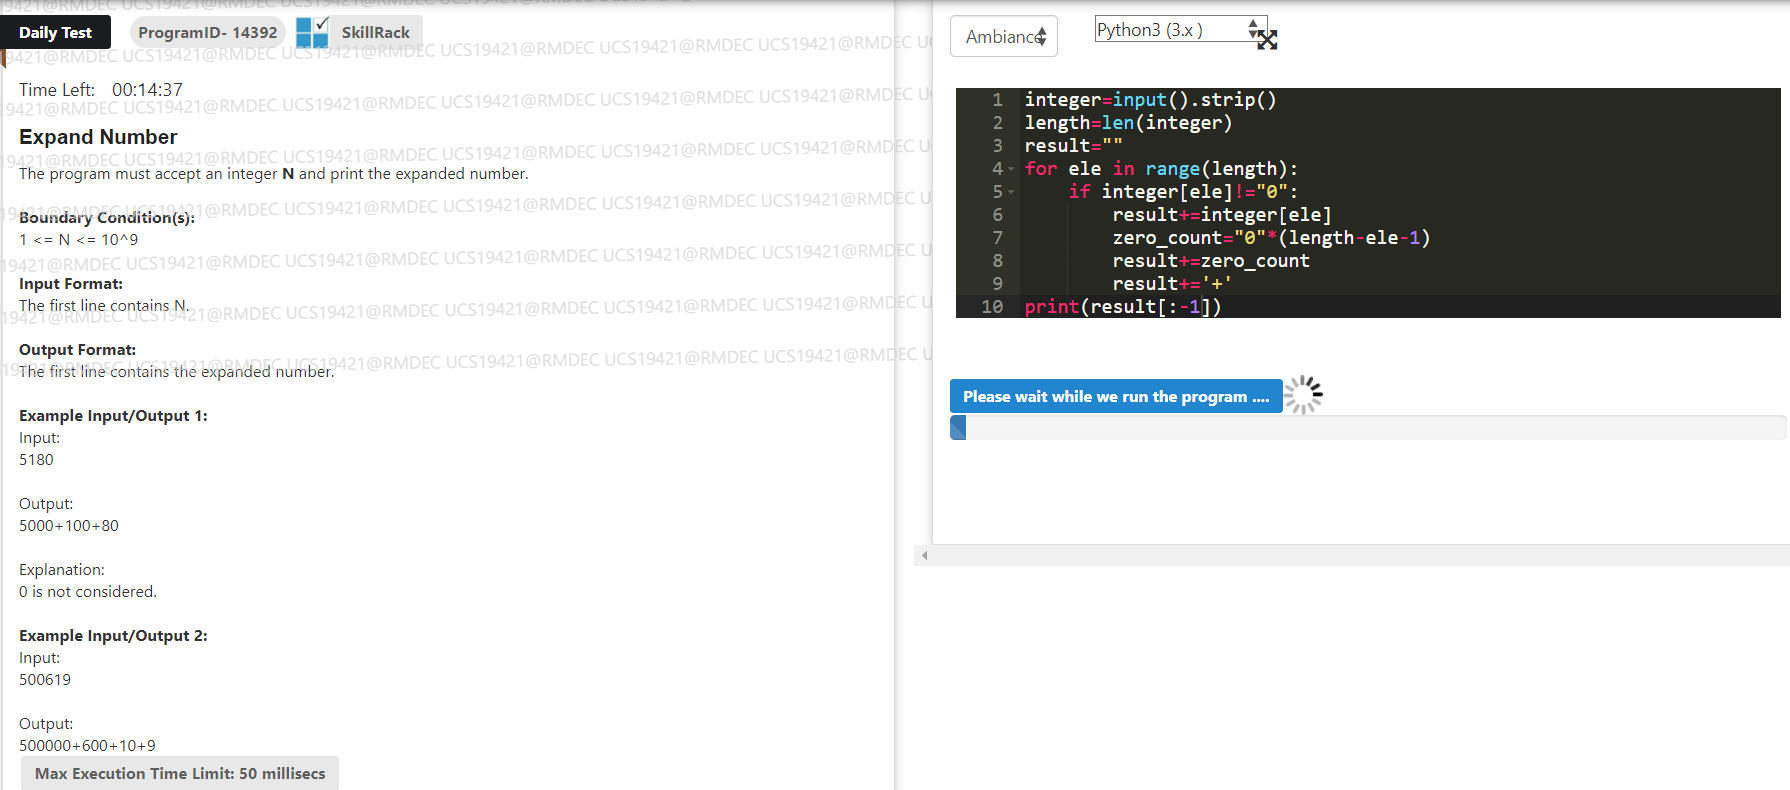 Daily Test
ProgramID- 14392
SkillRack
Time Left: 00:14:37
Expand Number
The program must accept an integer N and print the expanded number.
Boundary Condition(s):
1 <= N <= 10^9
Input Format:
The first line contains N.
Output Format:
The first line contains the expanded number.
Example Input/Output 1:
Input:
5180
Output:
5000+100+80
Explanation:
0 is not considered.
Example Input/Output 2:
Input:
500619
Output:
500000+600+10+9
Max Execution Time Limit: 50 millisecs
19421@RMDEC UCS19421@RMDEC UCS19421@RMDEC UCS19421@RMDEC UCS19421@RMDEC UCS19421@RMDEC UCS19421@RMDEC
Ambiance
Python3 (3.x )
1 integer=input().strip()
2 length=len(integer)
3 result=""
4 for ele in range(length):
5 if integer[ele]!="0":
6 result+=integer[ele]
7 zero_count="0"*(length-ele-1)
8 result+=zero_count
9 result+='+'
10 print(result[:-1])
Please wait while we run the program ....